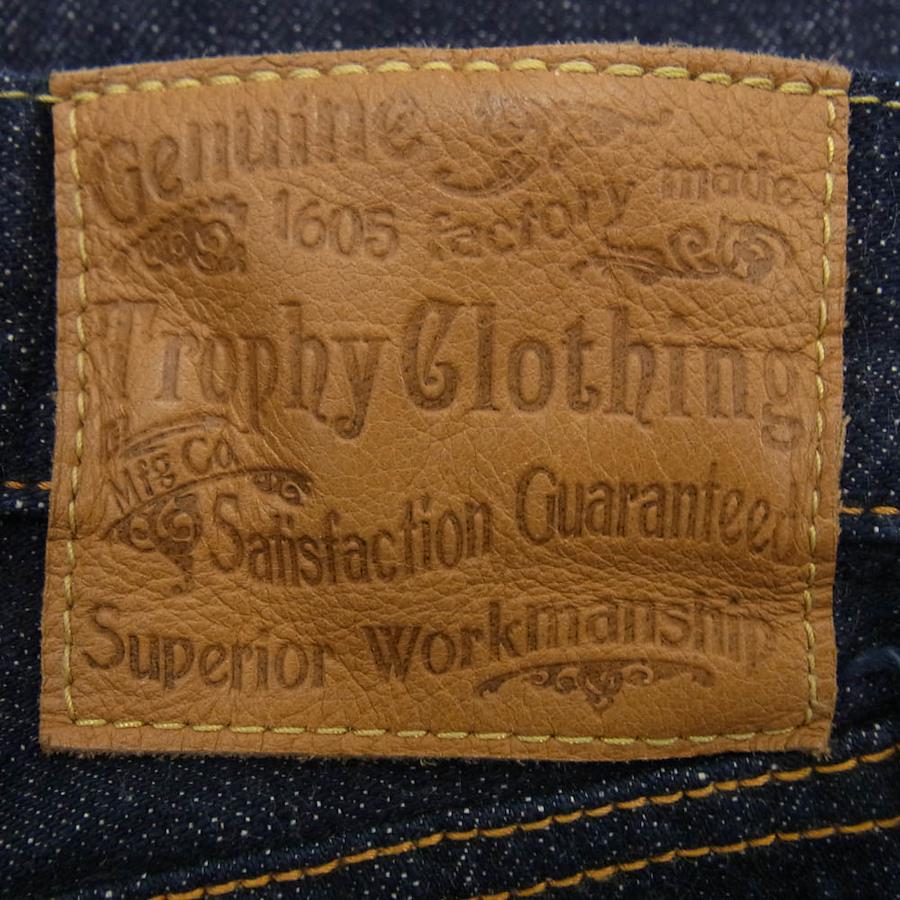 Genuine
1605 factory made
Trophy Clothing
Mfg Co.
Satisfaction Guaranteed
Superior Workmanship